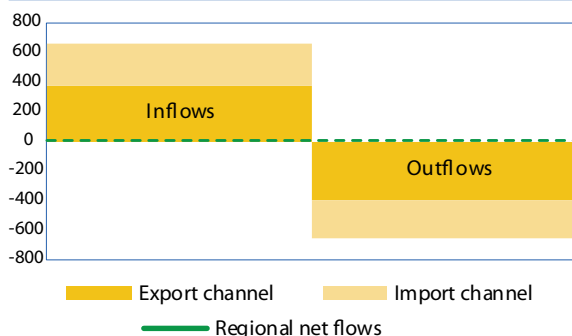 800
600
400
Inflows
200
0
-200
Outflows
-400
-600
-800
Export channel
Import channel
Regional net flows